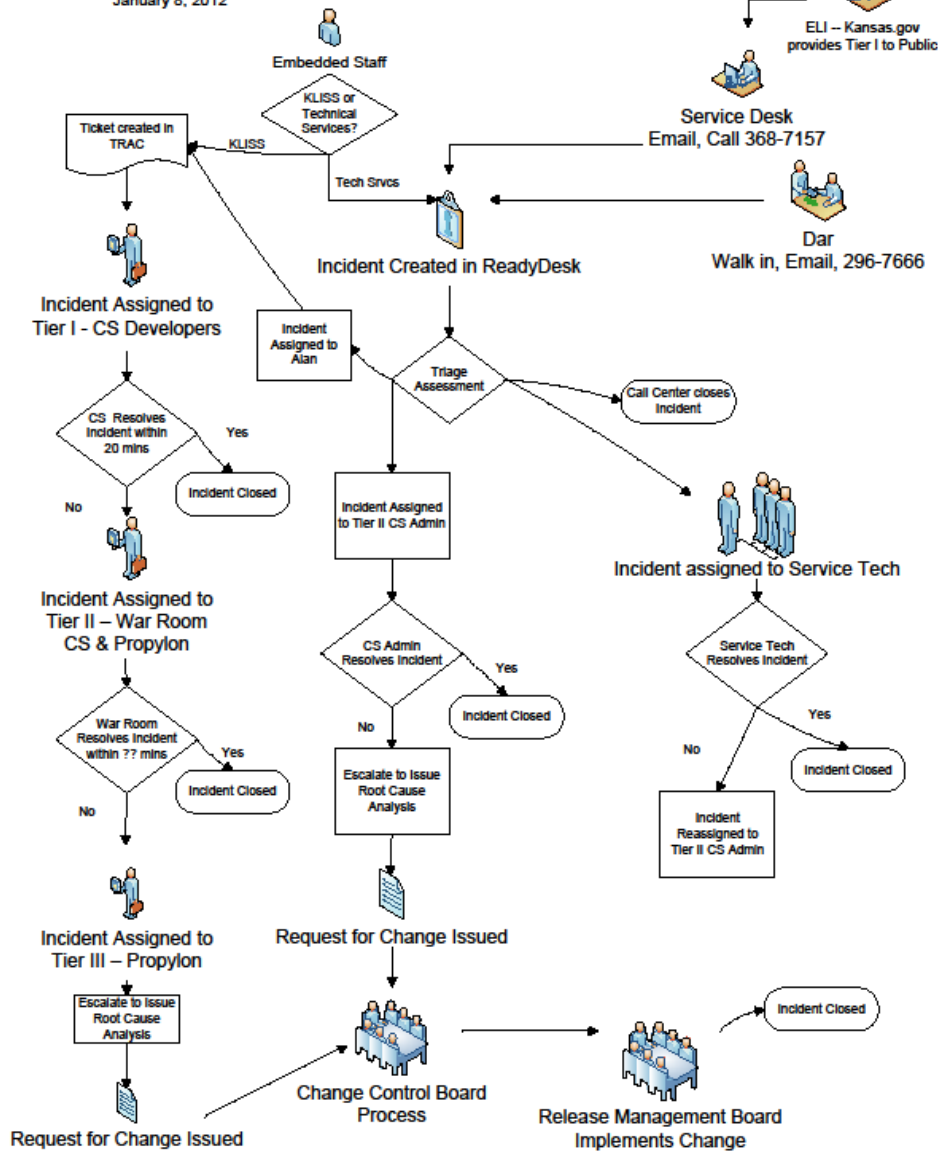 January 8, 2012
ELI -- Kansas.gov
provides Tier I to Public
Embedded Staff
KLISS or
Technical
Services?
Service Desk
Email, Call 368-7157
Ticket created in
TRAC
KLISS
Tech Srvcs
Dar
Walk in, Email, 296-7666
Incident Created in ReadyDesk
Incident Assigned to
Tier I - CS Developers
Incident
Assigned to
Alan
Triage
Assessment
Call Center closes
Incident
CS Resolves
Incident within
20 mins
Yes
Incident Closed
No
Incident Assigned
to Tier II CS Admin
Incident assigned to Service Tech
Incident Assigned to
Tier II – War Room
CS & Propylon
CS Admin
Resolves Incident
Yes
Incident Closed
No
Service Tech
Resolves Incident
Yes
No
Incident Closed
War Room
Resolves Incident
within ?? mins
Yes
Incident Closed
No
Escalate to Issue
Root Cause
Analysis
Incident
Reassigned to
Tier II CS Admin
Incident Assigned to
Tier III – Propylon
Request for Change Issued
Escalate to Issue
Root Cause
Analysis
Incident Closed
Change Control Board
Process
Release Management Board
Implements Change
Request for Change Issued